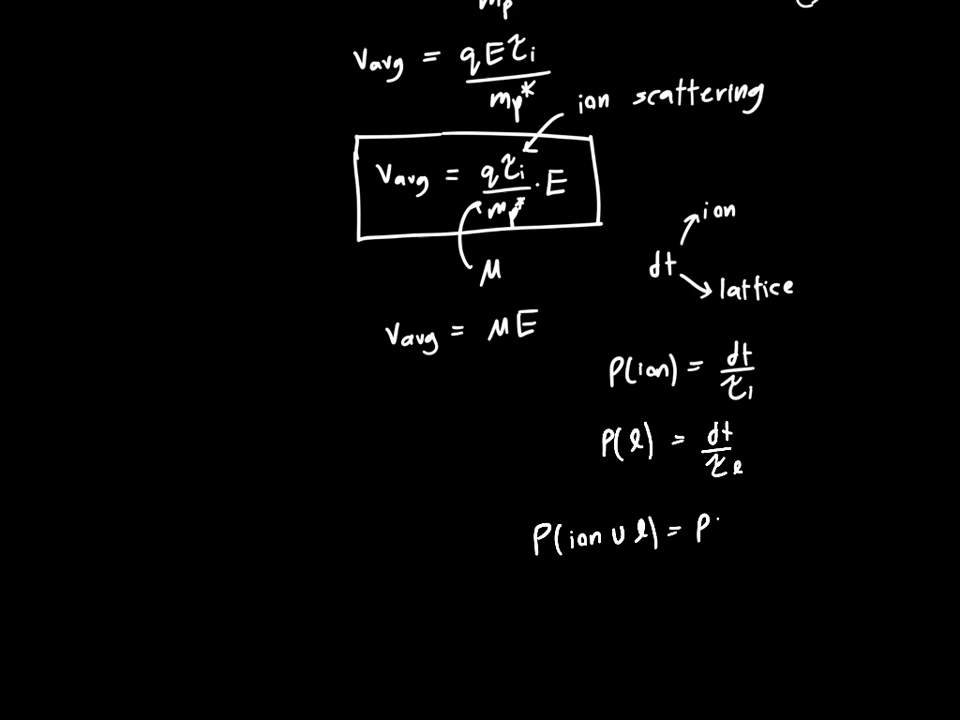 mp
Vavg = qEτi / mp*
ion scattering
Vavg = qτi / mp* · E
μ
ion
dt
lattice
Vavg = μE
P(ion) = dt / τi
P(l) = dt / τl
P(ion ∪ l) = P